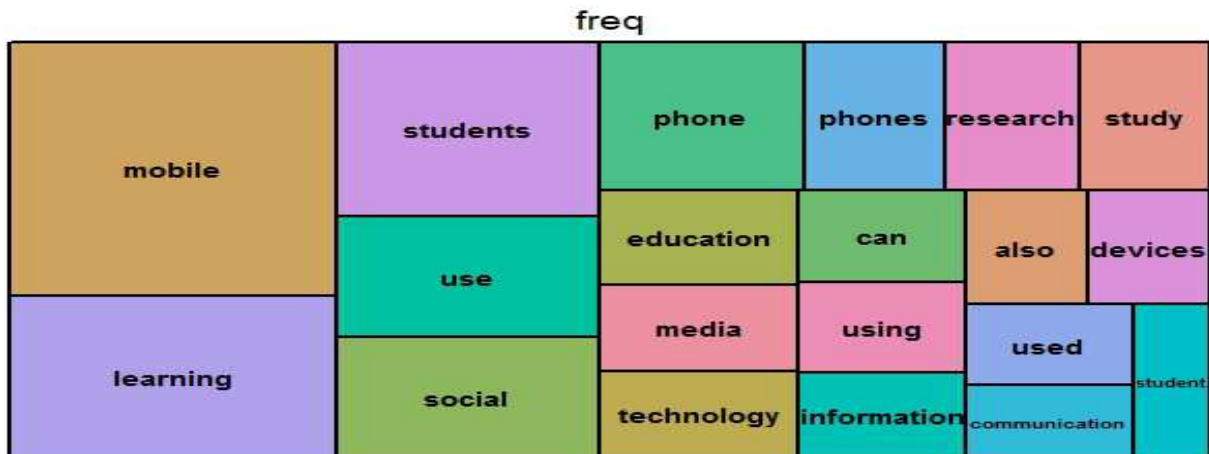 freq
mobile
learning
students
use
social
phone
phones
research
study
education
media
technology
can
using
information
also
devices
used
communication
student